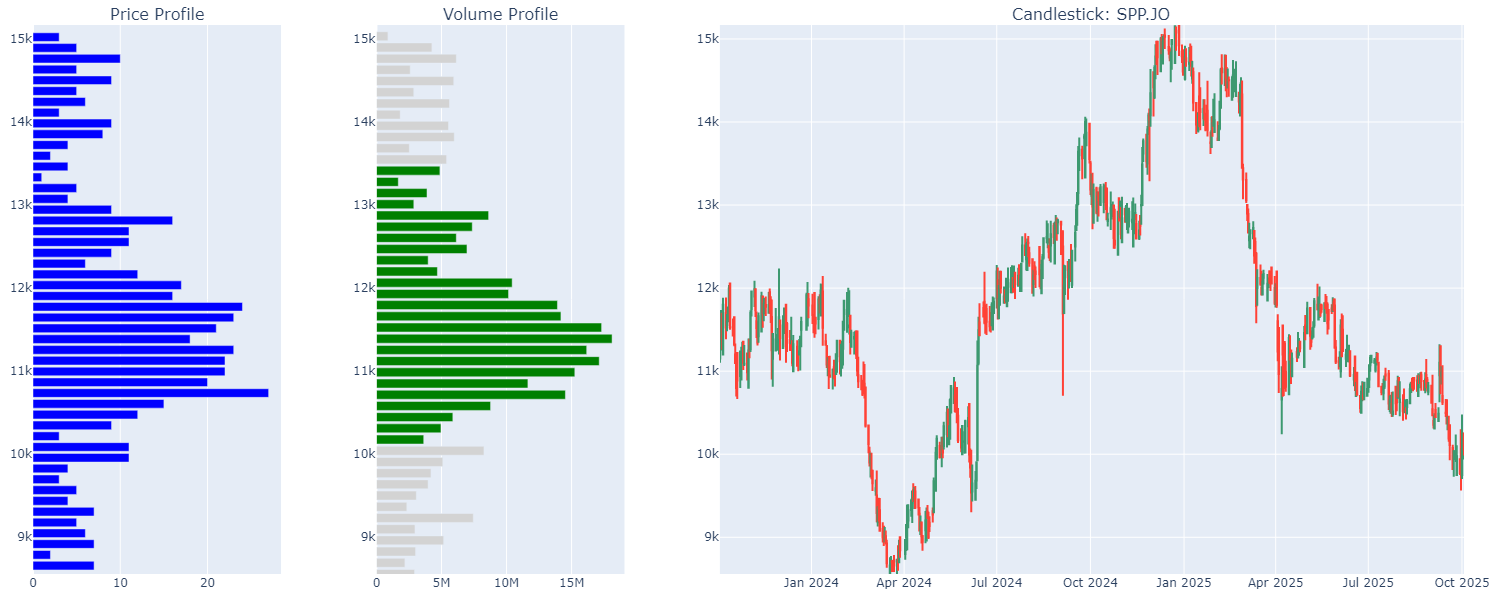 Price Profile
15k
14k
13k
12k
11k
10k
9k
0
10
20
Volume Profile
15k
14k
13k
12k
11k
10k
9k
0
5M
10M
15M
Candlestick: SPP.JO
15k
14k
13k
12k
11k
10k
9k
Jan 2024
Apr 2024
Jul 2024
Oct 2024
Jan 2025
Apr 2025
Jul 2025
Oct 2025